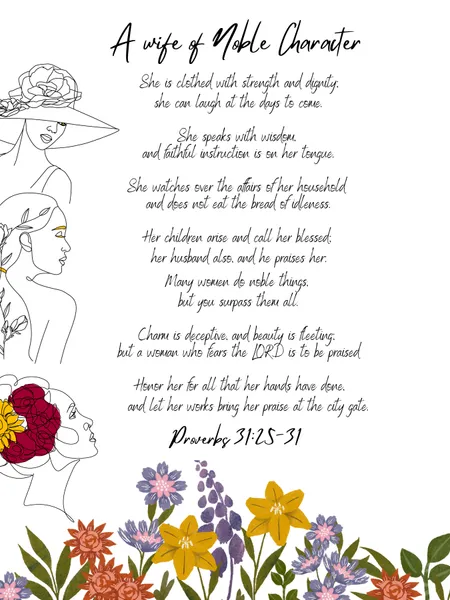 A wife of Noble Character
She is clothed with strength and dignity;
she can laugh at the days to come.
She speaks with wisdom,
and faithful instruction is on her tongue.
She watches over the affairs of her household
and does not eat the bread of idleness.
Her children arise and call her blessed;
her husband also, and he praises her:
Many women do noble things,
but you surpass them all.
Charm is deceptive, and beauty is fleeting;
but a woman who fears the LORD is to be praised
Honor her for all that her hands have done,
and let her works bring her praise at the city gate.
Proverbs 31:25-31